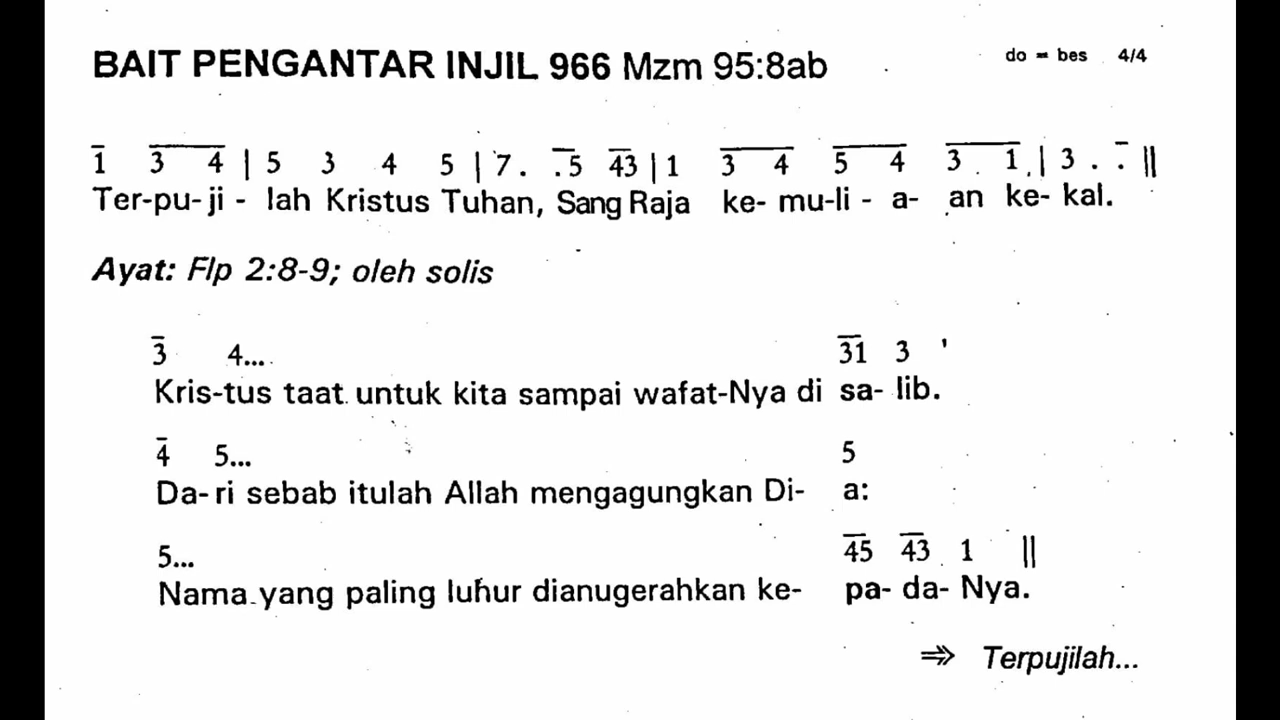 BAIT PENGANTAR INJIL 966 Mzm 95:8ab do = bes 4/4
1 3 4 | 5 3 4 5 | 7 . . 5 43 | 1 3 4 5 4 3 1 | 3 . . ||
Ter-pu-ji - lah Kristus Tuhan, Sang Raja ke- mu-li - a- an ke- kal.
Ayat: Flp 2:8-9; oleh solis
3 4... 31 3 '
Kris-tus taat untuk kita sampai wafat-Nya di sa- lib.
4 5... 5
Da-ri sebab itulah Allah mengagungkan Di- a:
5... 45 43 1 ||
Nama yang paling luhur dianugerahkan ke- pa- da- Nya.
⇒ Terpujilah...